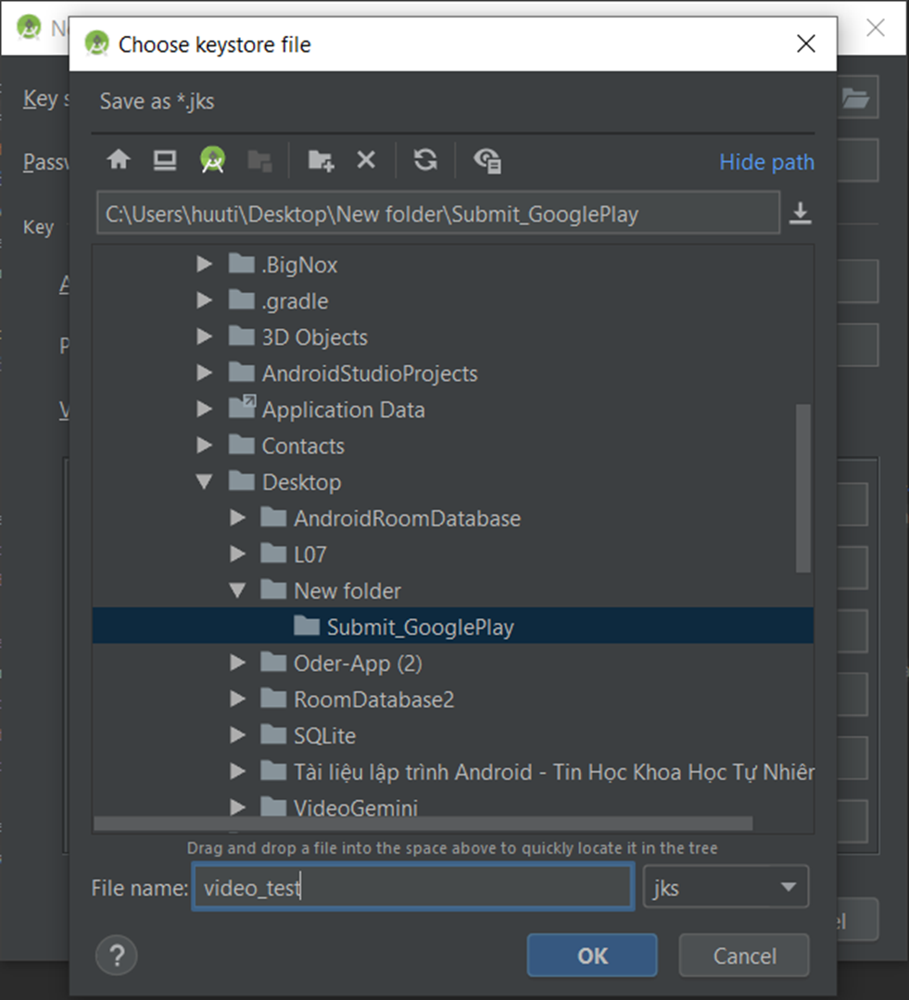 Choose keystore file
Save as *.jks
Hide path
C:\Users\huuti\Desktop\New folder\Submit_GooglePlay
.BigNox
.gradle
3D Objects
AndroidStudioProjects
Application Data
Contacts
Desktop
AndroidRoomDatabase
L07
New folder
Submit_GooglePlay
Oder-App (2)
RoomDatabase2
SQLite
Tài liệu lập trình Android - Tin Học Khoa Học Tự Nhiên
VideoGemini
Drag and drop a file into the space above to quickly locate it in the tree
File name: video_test jks
? OK Cancel
Key